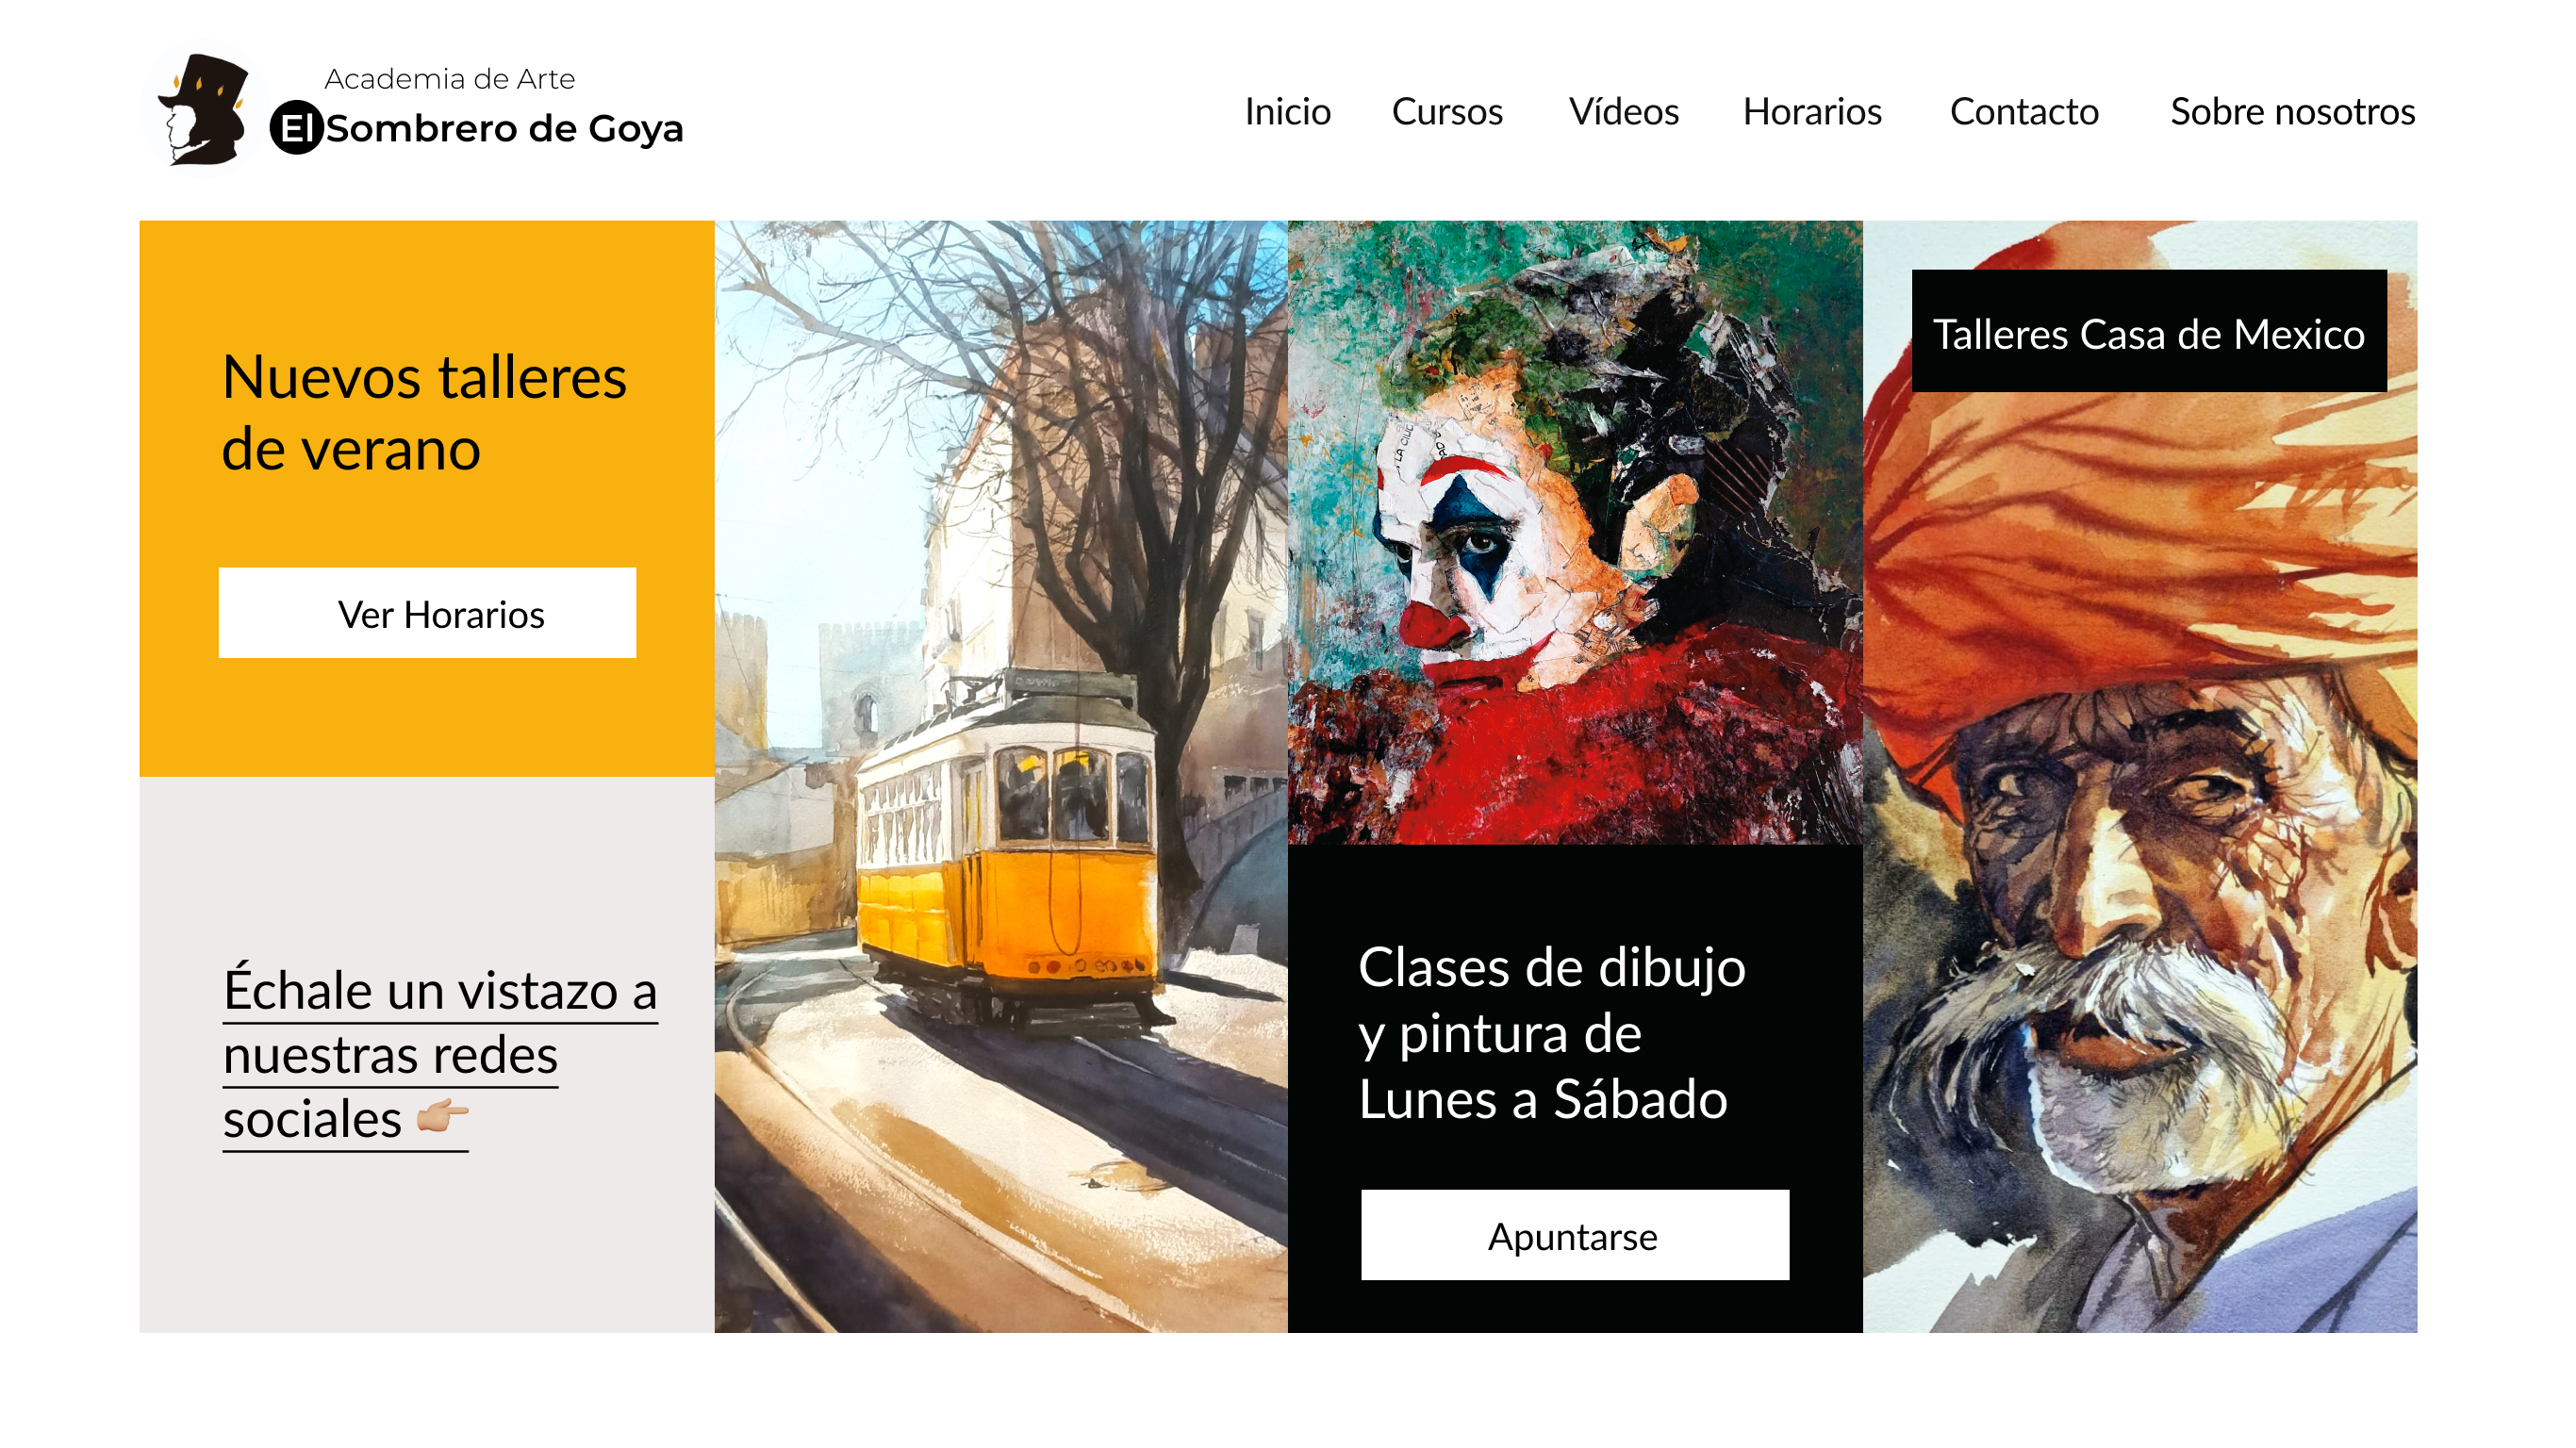 Academia de Arte
El Sombrero de Goya
Inicio
Cursos
Vídeos
Horarios
Contacto
Sobre nosotros
Nuevos talleres
de verano
Ver Horarios
Échale un vistazo a
nuestras redes
sociales 👉🏼
LA CIUD
Clases de dibujo
y pintura de
Lunes a Sábado
Apuntarse
Talleres Casa de Mexico